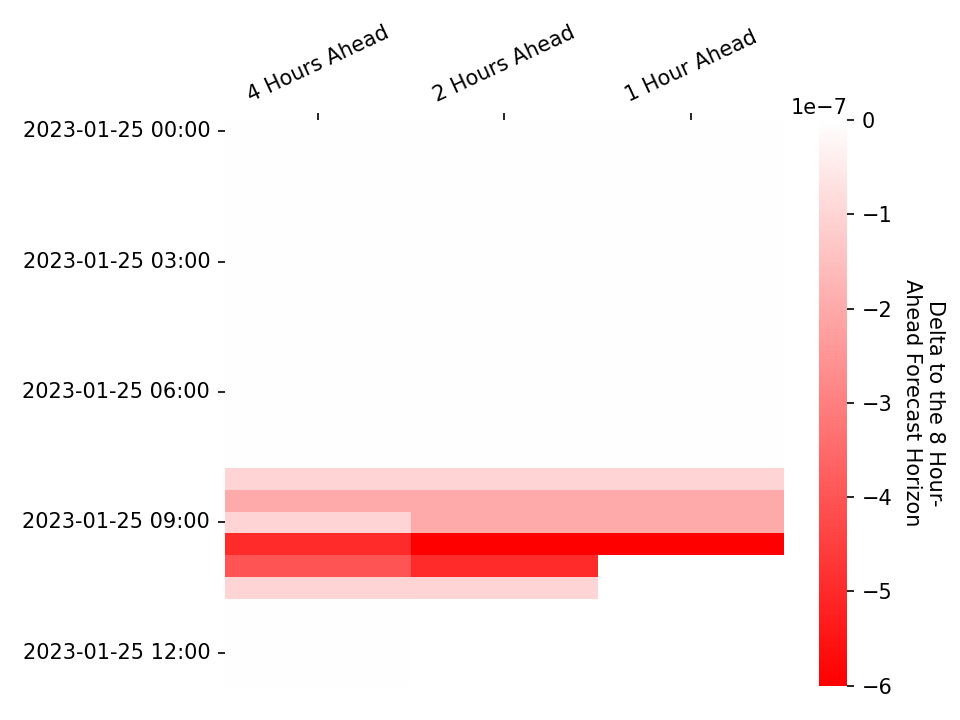 4 Hours Ahead
2 Hours Ahead
1 Hour Ahead
1e−7
2023-01-25 00:00
2023-01-25 03:00
2023-01-25 06:00
2023-01-25 09:00
2023-01-25 12:00
0
−1
−2
−3
−4
−5
−6
Delta to the 8 Hour-
Ahead Forecast Horizon